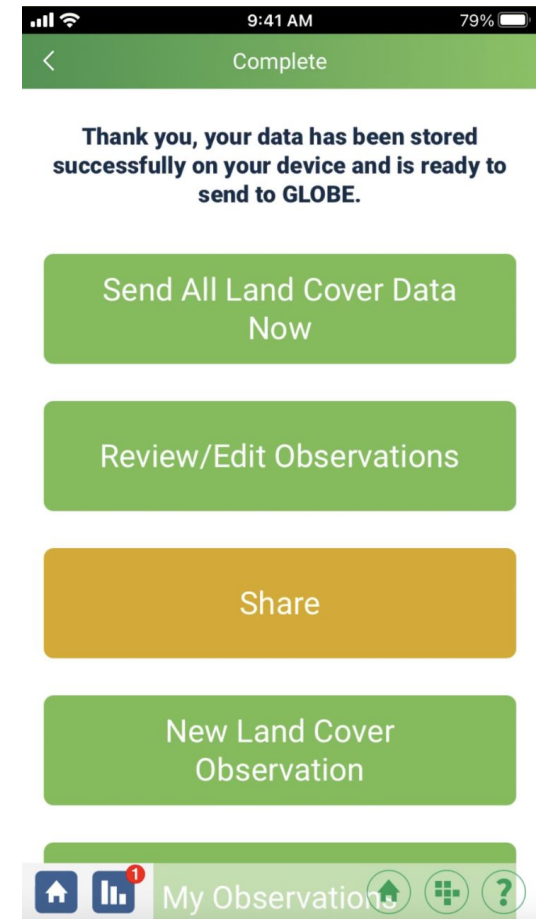 9:41 AM
79%
Complete
Thank you, your data has been stored
successfully on your device and is ready to
send to GLOBE.
Send All Land Cover Data
Now
Review/Edit Observations
Share
New Land Cover
Observation
1
My Observations
?